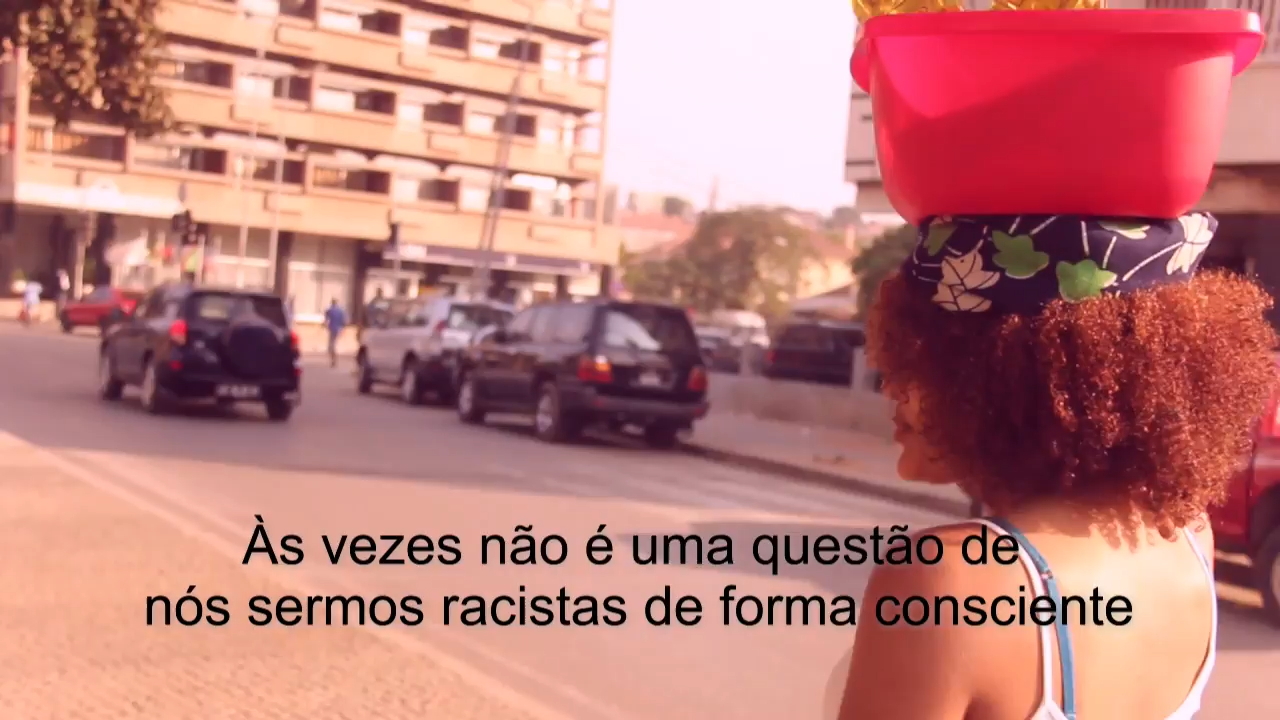 Às vezes não é uma questão de
nós sermos racistas de forma consciente